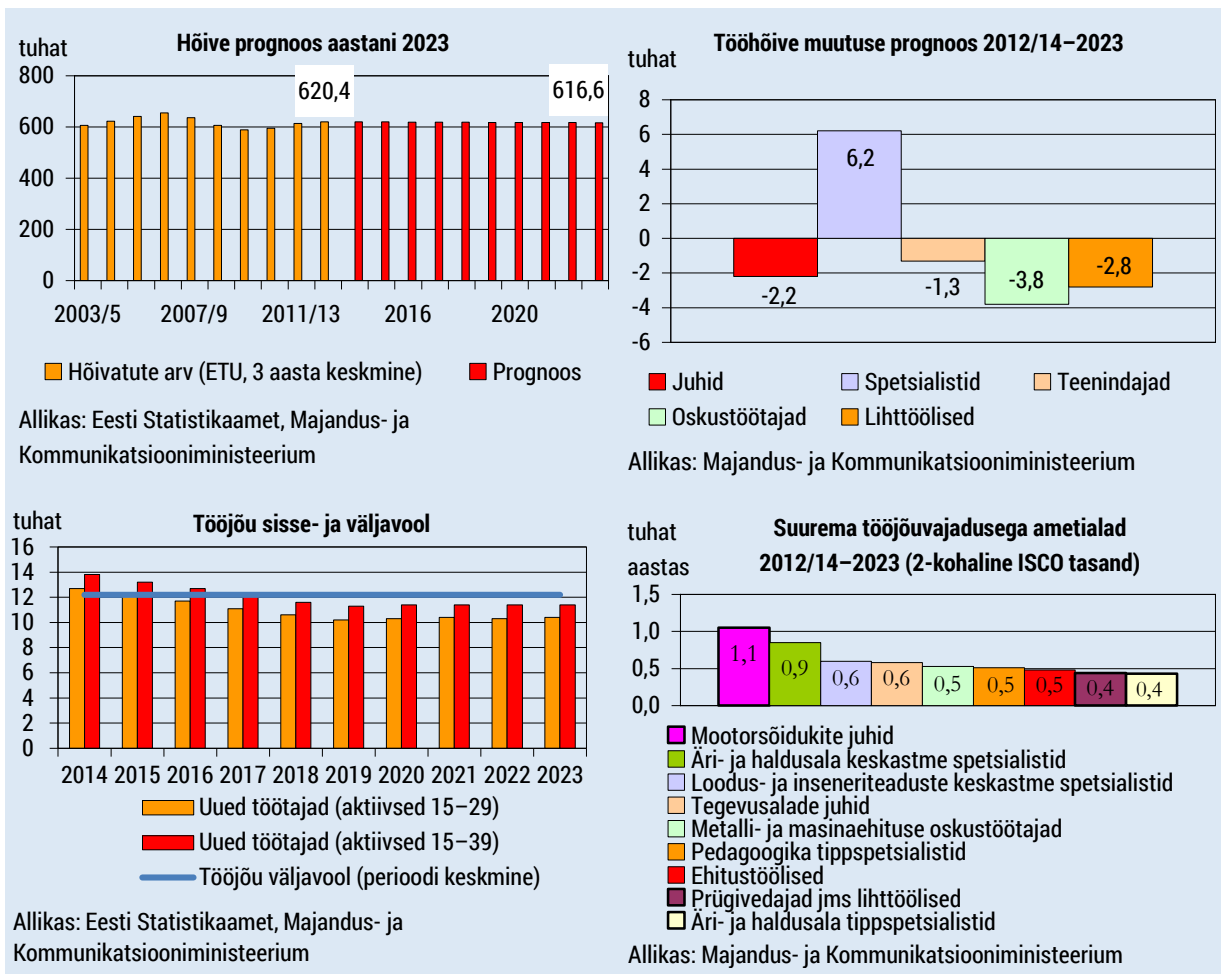 Hõive prognoos aastani 2023
tuhat
800
600
400
200
0
620,4
616,6
2003/5 2007/9 2011/13 2016 2020
Hõivatute arv (ETU, 3 aasta keskmine) Prognoos
Allikas: Eesti Statistikaamet, Majandus- ja
Kommunikatsiooniministeerium
Tööhõive muutuse prognoos 2012/14–2023
tuhat
8
6
4
2
0
-2
-4
-6
-2,2
6,2
-1,3
-3,8
-2,8
Juhid Spetsialistid Teenindajad
Oskustöötajad Lihttöölised
Allikas: Majandus- ja Kommunikatsiooniministeerium
tuhat
Tööjõu sisse- ja väljavool
16
14
12
10
8
6
4
2
0
2014 2015 2016 2017 2018 2019 2020 2021 2022 2023
Uued töötajad (aktiivsed 15–29)
Uued töötajad (aktiivsed 15–39)
Tööjõu väljavool (perioodi keskmine)
Allikas: Eesti Statistikaamet, Majandus- ja
Kommunikatsiooniministeerium
tuhat
aastas
Suurema tööjõuvajadusega ametialad
2012/14–2023 (2-kohaline ISCO tasand)
1,5
1,0
0,5
0,0
1,1
0,9
0,6
0,6
0,5
0,5
0,5
0,4
0,4
Mootorsõidukite juhid
Äri- ja haldusala keskastme spetsialistid
Loodus- ja inseneriteaduste keskastme spetsialistid
Tegevusalade juhid
Metalli- ja masinaehituse oskustöötajad
Pedagoogika tippspetsialistid
Ehitustöölised
Prügivedajad jms lihttöölised
Äri- ja haldusala tippspetsialistid
Allikas: Majandus- ja Kommunikatsiooniministeerium